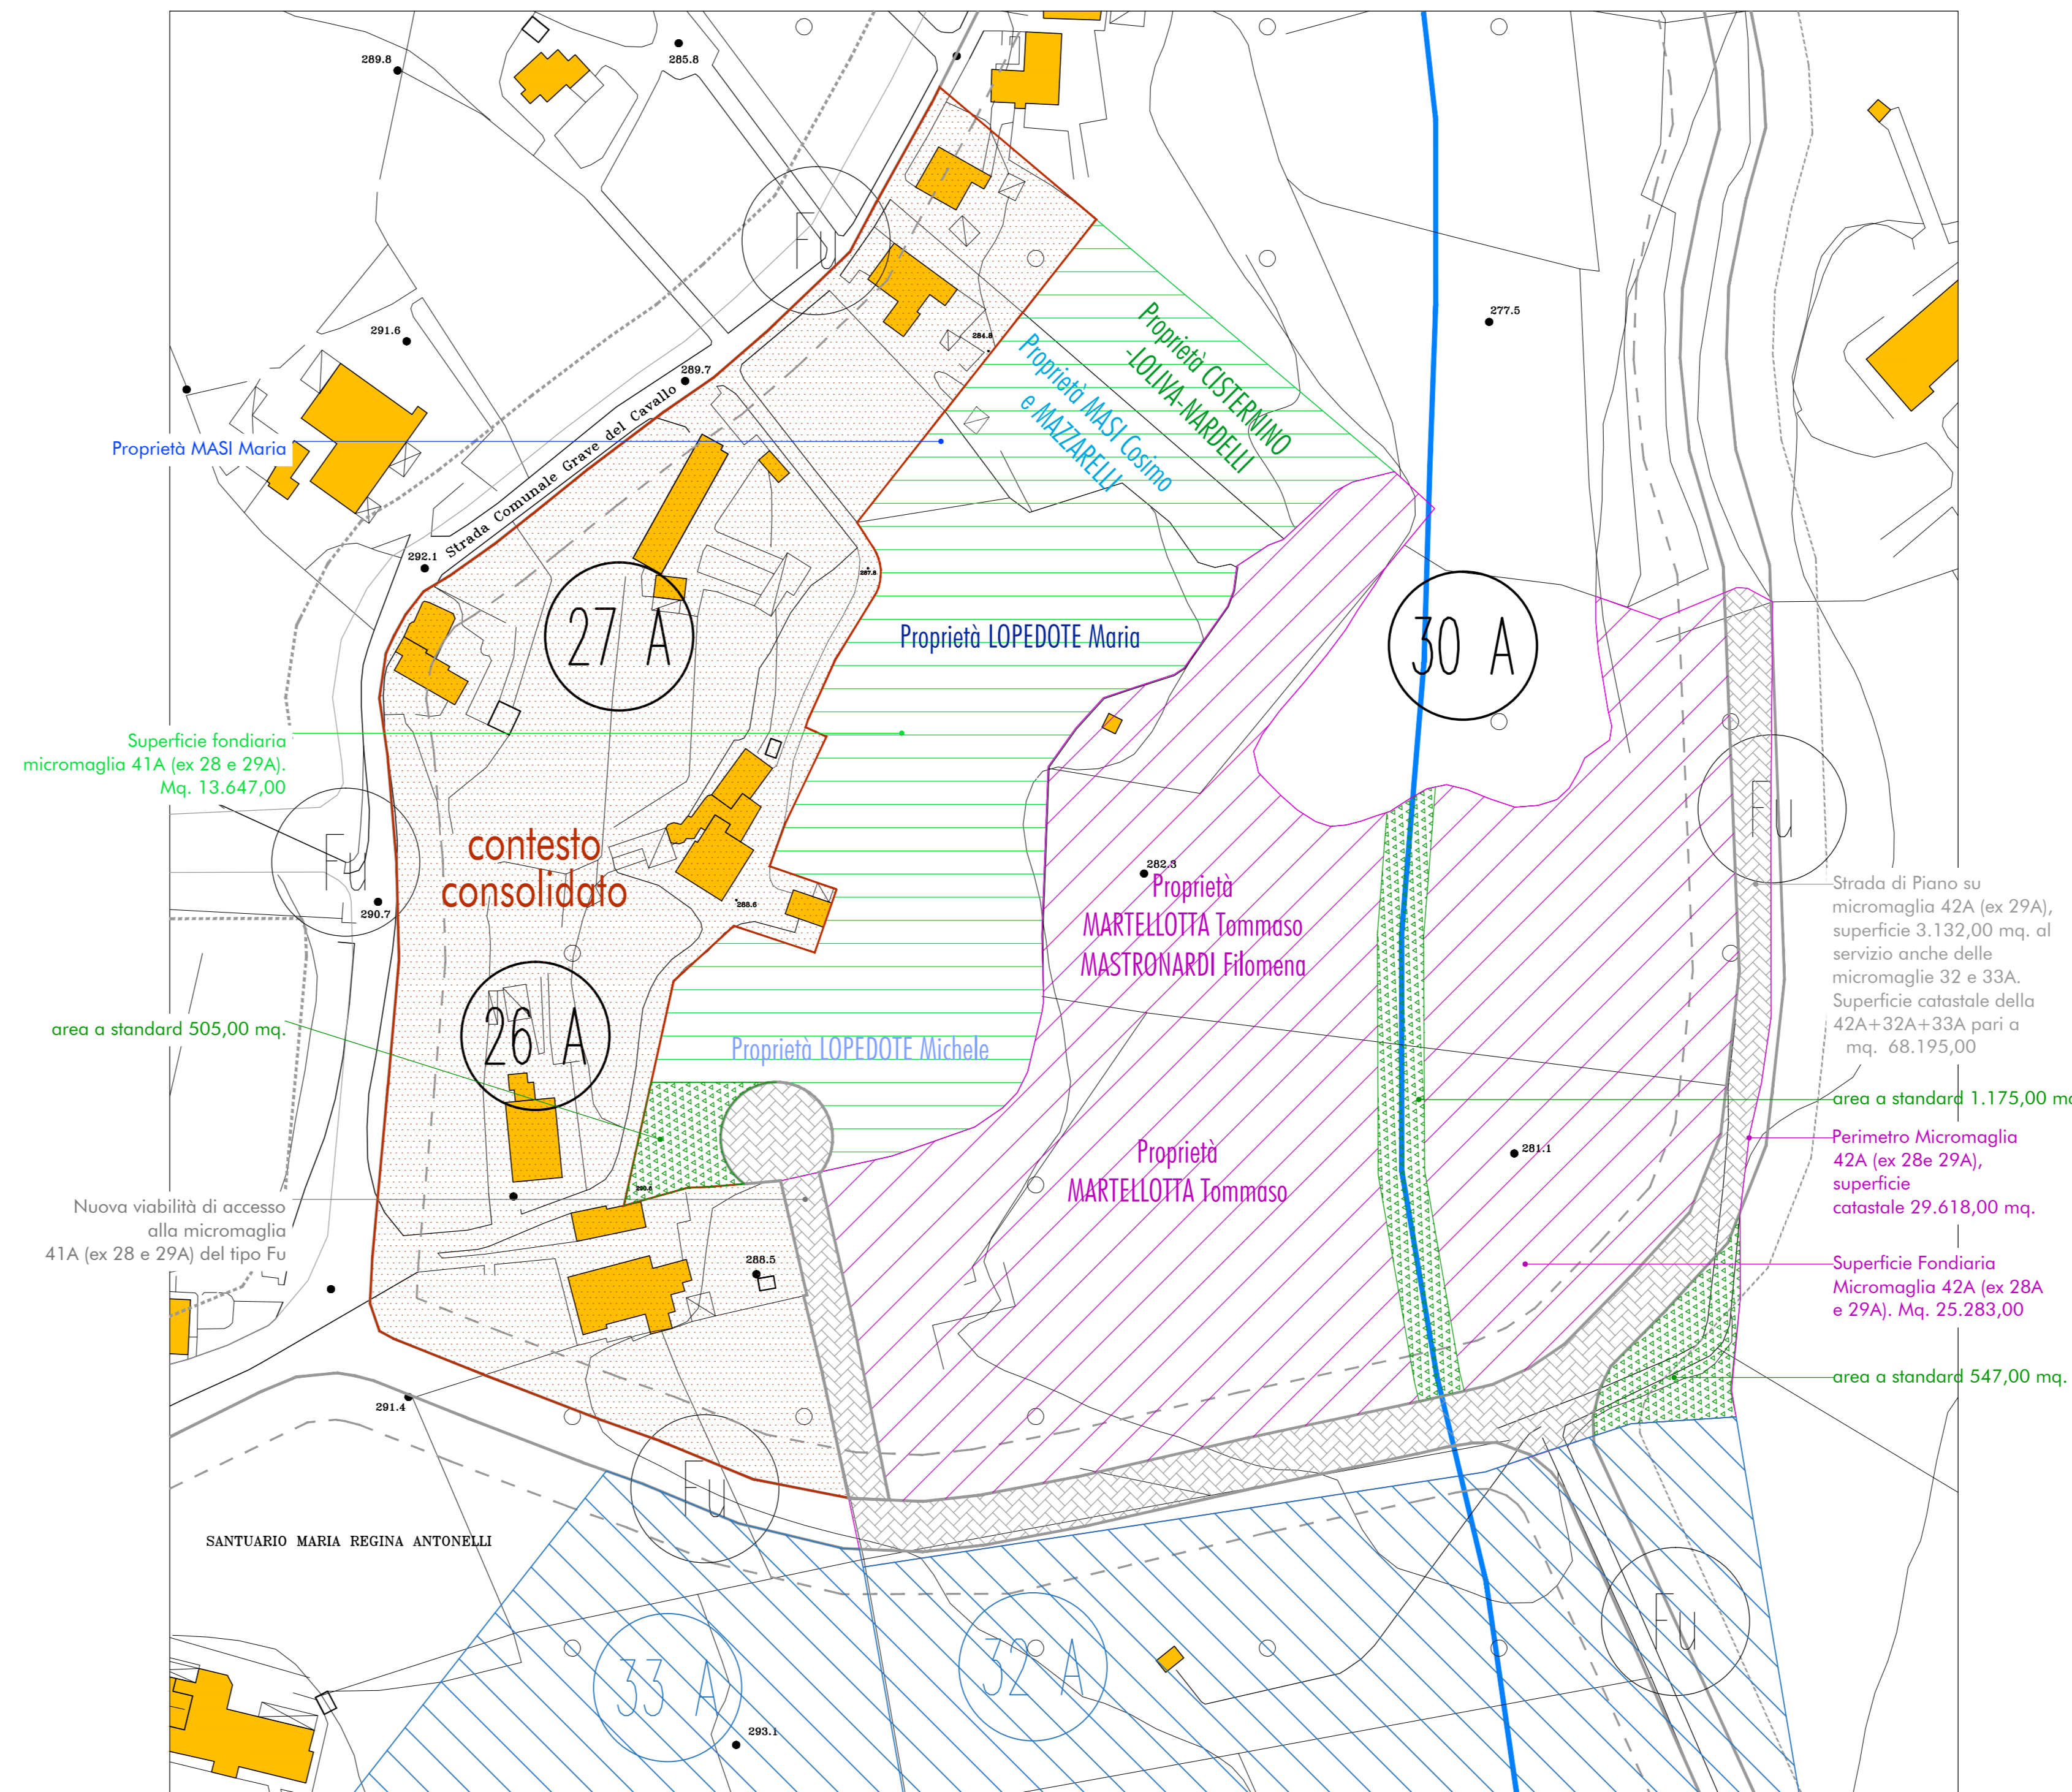 289.8
285.8
Fu
291.6
289.7
277.5
284.8
Strada Comunale Grave del Cavallo
Proprietà CISTERNINO
-LOLIVA-NARDELLI
Proprietà MASI Cosimo
e MAZZARELLI
Proprietà MASI Maria
292.1
287.8
27 A
30 A
Proprietà LOPEDOTE Maria
Superficie fondiaria
micromaglia 41A (ex 28 e 29A).
Mq. 13.647,00
Fu
Fu
contesto
consolidato
290.7
288.6
282.3
Proprietà
MARTELLOTTA Tommaso
MASTRONARDI Filomena
Strada di Piano su
micromaglia 42A (ex 29A),
superficie 3.132,00 mq. al
servizio anche delle
micromaglie 32 e 33A.
Superficie catastale della
42A+32A+33A pari a
mq. 68.195,00
area a standard 505,00 mq.
26 A
Proprietà LOPEDOTE Michele
area a standard 1.175,00 mq
281.1
Proprietà
MARTELLOTTA Tommaso
Perimetro Micromaglia
42A (ex 28e 29A),
superficie
catastale 29.618,00 mq.
Nuova viabilità di accesso
alla micromaglia
41A (ex 28 e 29A) del tipo Fu
288.5
Superficie Fondiaria
Micromaglia 42A (ex 28A
e 29A). Mq. 25.283,00
area a standard 547,00 mq.
291.4
Fu
SANTUARIO MARIA REGINA ANTONELLI
Fu
33 A
32 A
293.1